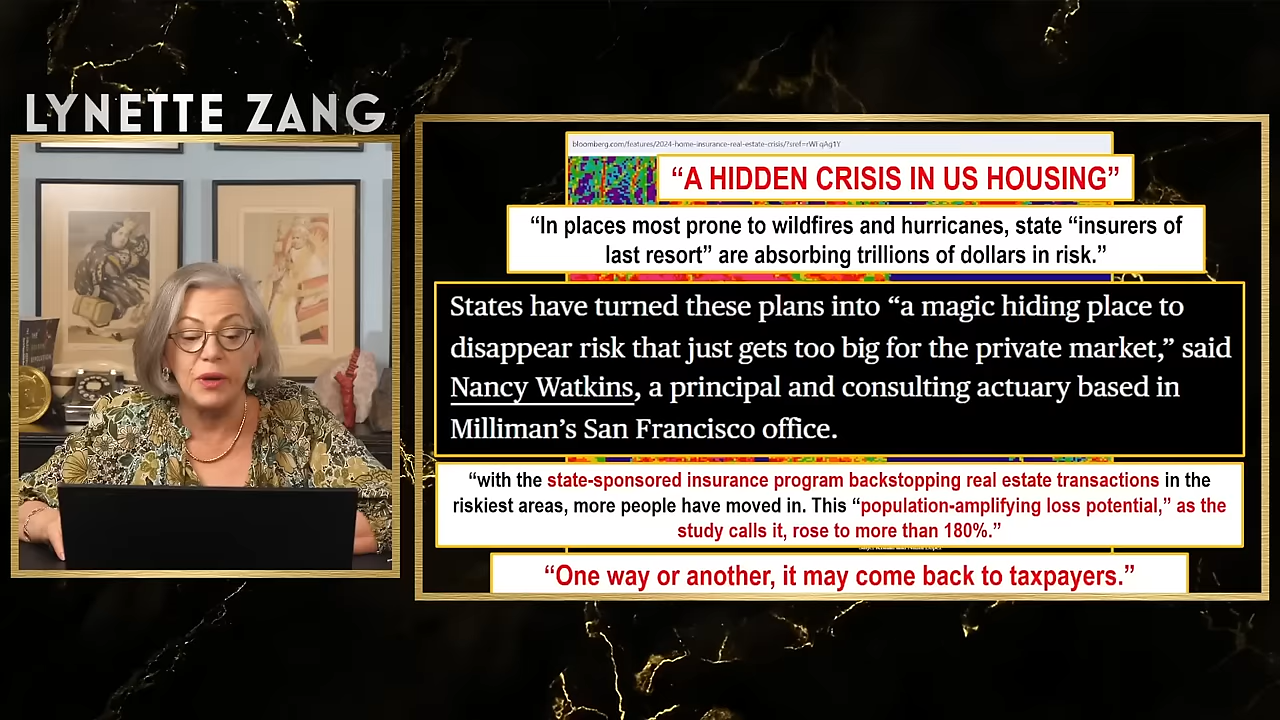 LYNETTE ZANG
bloomberg.com/features/2024-home-insurance-real-estate-crisis/?sref=rWFqAg1Y
“A HIDDEN CRISIS IN US HOUSING”
“In places most prone to wildfires and hurricanes, state “insurers of
last resort” are absorbing trillions of dollars in risk.”
States have turned these plans into “a magic hiding place to
disappear risk that just gets too big for the private market,” said
Nancy Watkins, a principal and consulting actuary based in
Milliman’s San Francisco office.
“with the state-sponsored insurance program backstopping real estate transactions in the
riskiest areas, more people have moved in. This “population-amplifying loss potential,” as the
study calls it, rose to more than 180%.”
“One way or another, it may come back to taxpayers.”